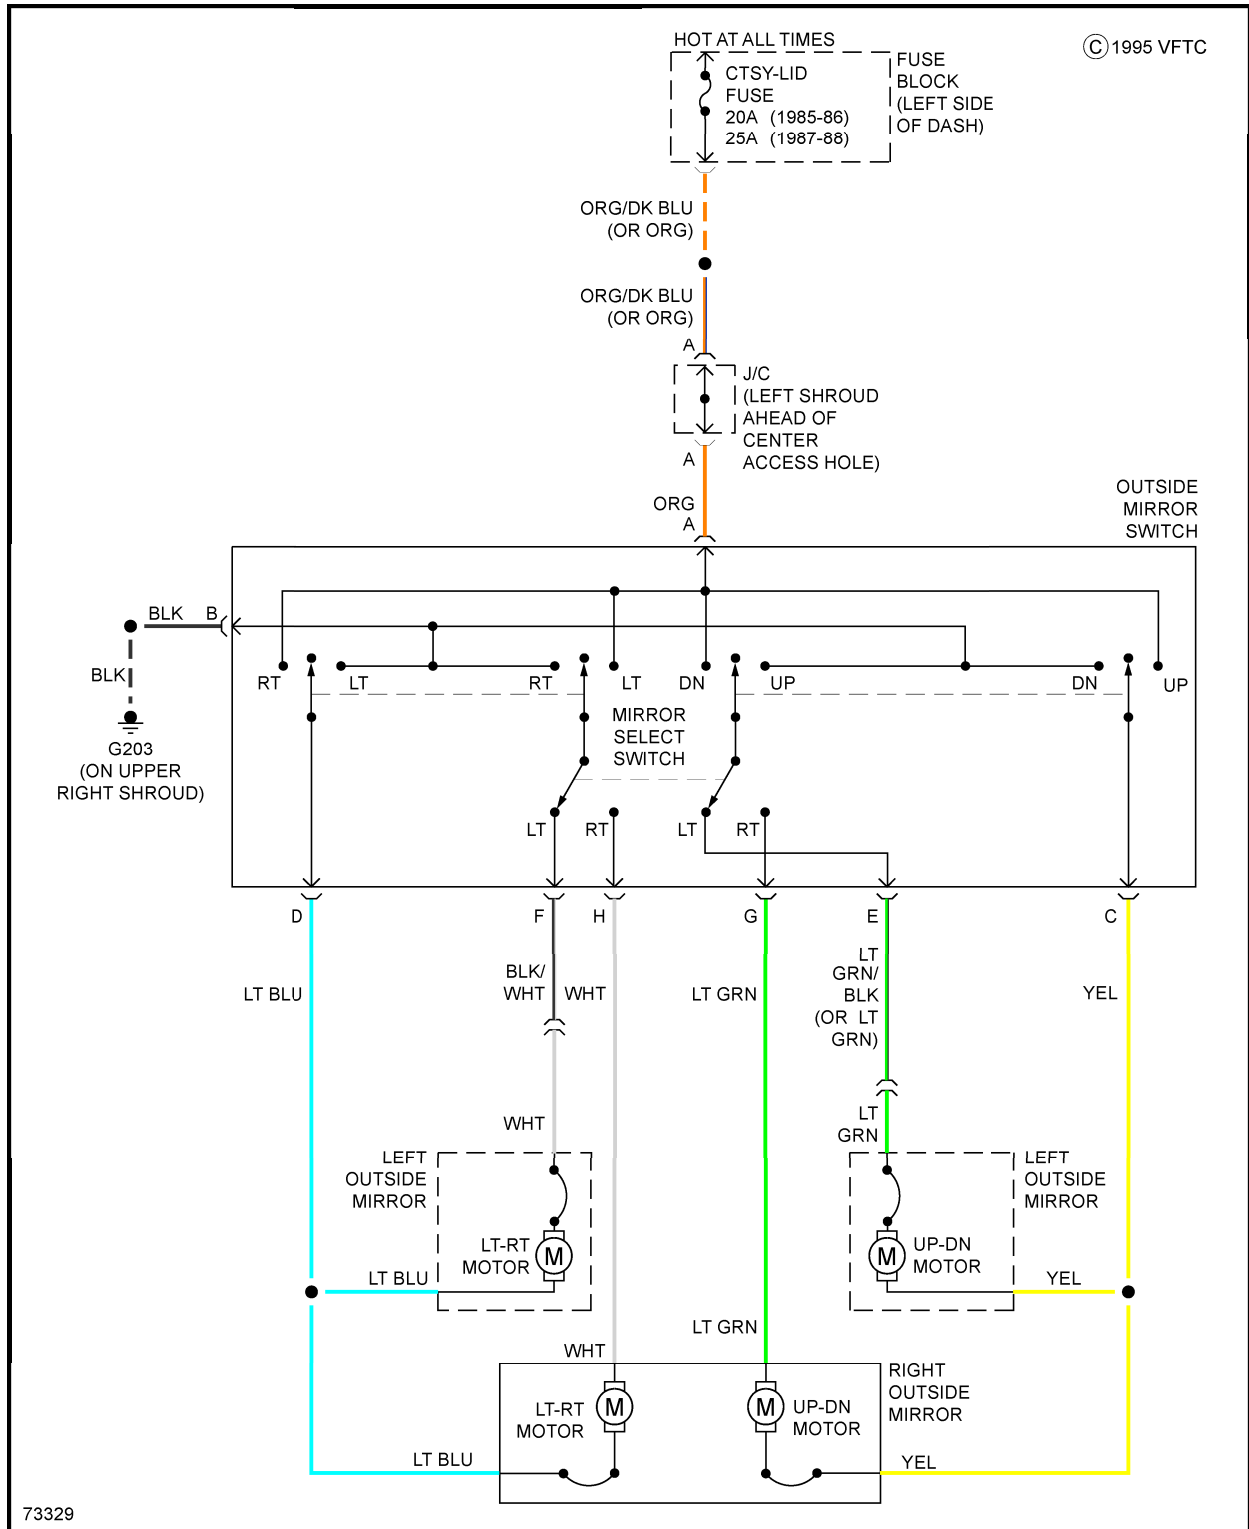 HOT AT ALL TIMES
© 1995 VFTC
CTSY-LID
FUSE
20A (1985-86)
25A (1987-88)
FUSE
BLOCK
(LEFT SIDE
OF DASH)
ORG/DK BLU
(OR ORG)
ORG/DK BLU
(OR ORG)
A
J/C
(LEFT SHROUD
AHEAD OF
CENTER
ACCESS HOLE)
A
ORG
A
OUTSIDE
MIRROR
SWITCH
BLK B
BLK
G203
(ON UPPER
RIGHT SHROUD)
RT LT RT LT DN UP DN UP
MIRROR
SELECT
SWITCH
LT RT LT RT
D F H G E C
LT BLU
BLK/
WHT
WHT
LT GRN
LT
GRN/
BLK
(OR LT
GRN)
YEL
WHT
LT
GRN
LEFT
OUTSIDE
MIRROR
LT-RT
MOTOR
M
LT BLU
M
UP-DN
MOTOR
LEFT
OUTSIDE
MIRROR
YEL
LT GRN
WHT
RIGHT
OUTSIDE
MIRROR
LT-RT
MOTOR
M
M
UP-DN
MOTOR
LT BLU
YEL
73329